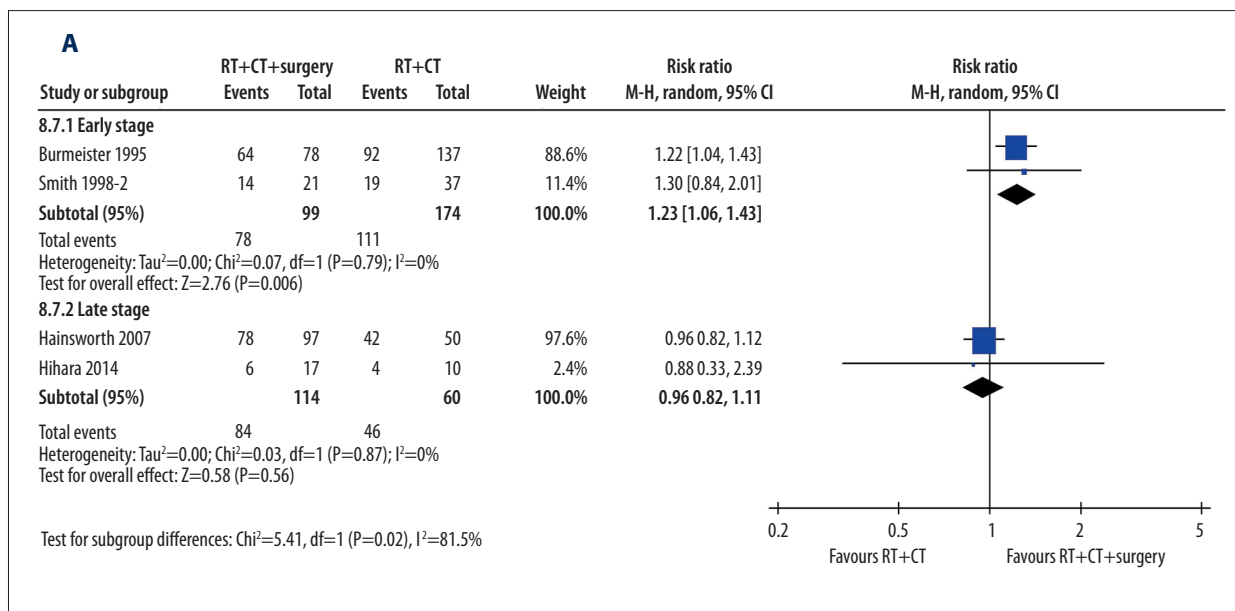 A
RT+CT+surgery RT+CT Risk ratio Risk ratio
Study or subgroup Events Total Events Total Weight M-H, random, 95% CI M-H, random, 95% CI
8.7.1 Early stage
Burmeister 1995 64 78 92 137 88.6% 1.22 [1.04, 1.43]
Smith 1998-2 14 21 19 37 11.4% 1.30 [0.84, 2.01]
Subtotal (95%) 99 174 100.0% 1.23 [1.06, 1.43]
Total events 78 111
Heterogeneity: Tau²=0.00; Chi²=0.07, df=1 (P=0.79); I²=0%
Test for overall effect: Z=2.76 (P=0.006)
8.7.2 Late stage
Hainsworth 2007 78 97 42 50 97.6% 0.96 0.82, 1.12
Hihara 2014 6 17 4 10 2.4% 0.88 0.33, 2.39
Subtotal (95%) 114 60 100.0% 0.96 0.82, 1.11
Total events 84 46
Heterogeneity: Tau²=0.00; Chi²=0.03, df=1 (P=0.87); I²=0%
Test for overall effect: Z=0.58 (P=0.56)
Test for subgroup differences: Chi²=5.41, df=1 (P=0.02), I²=81.5%
0.2 0.5 1 2 5
Favours RT+CT Favours RT+CT+surgery